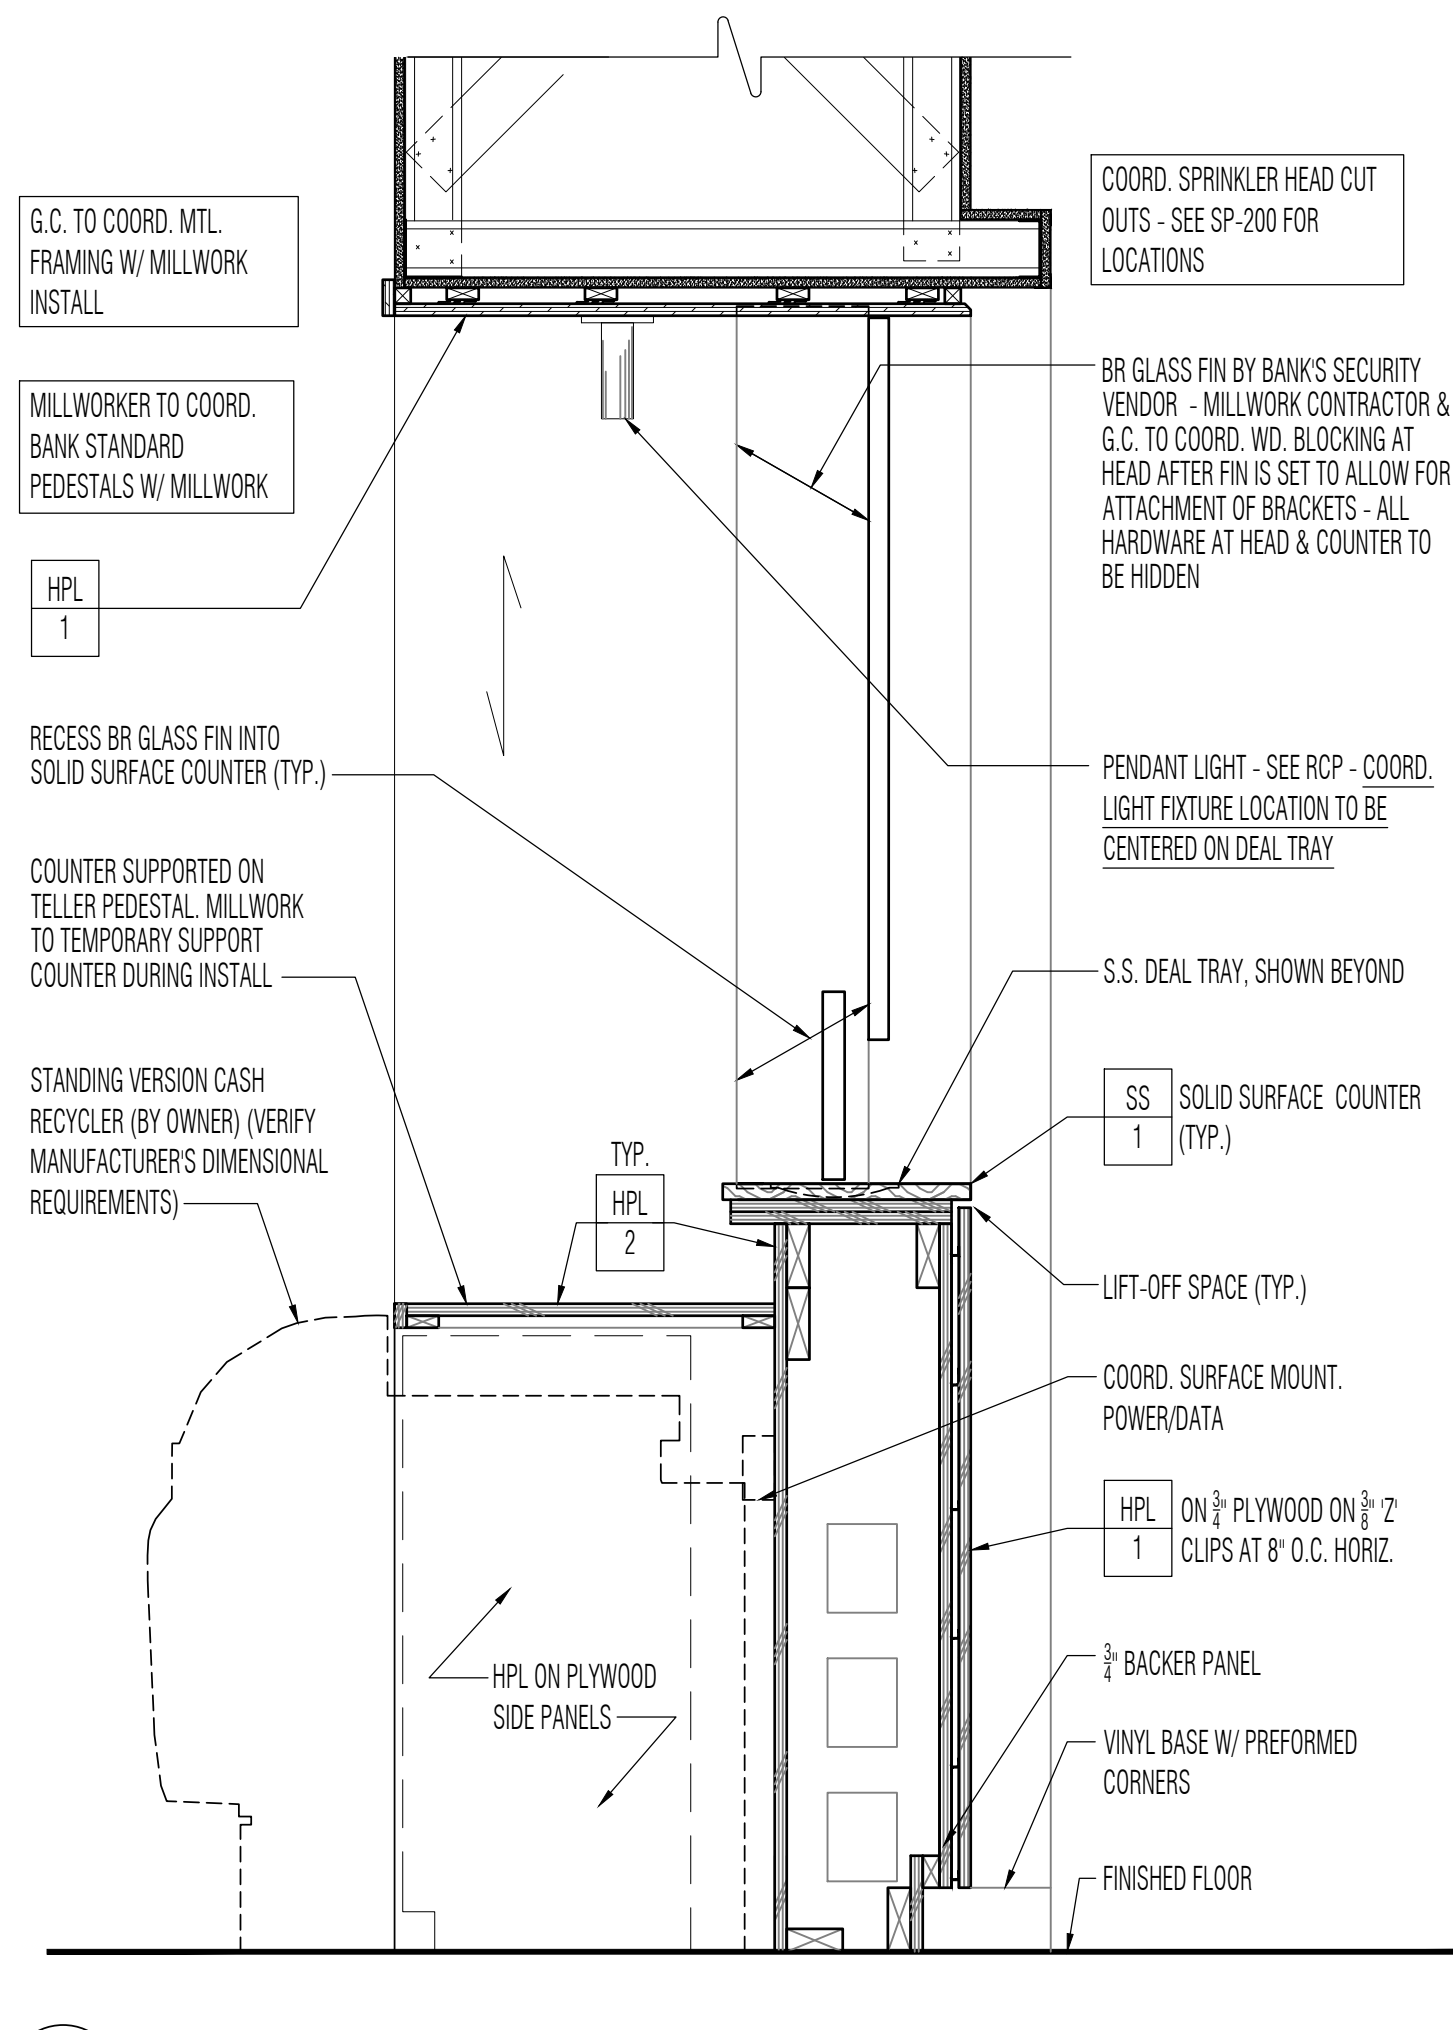 G.C. TO COORD. MTL.
FRAMING W/ MILLWORK
INSTALL
MILLWORKER TO COORD.
BANK STANDARD
PEDESTALS W/ MILLWORK
HPL
1
RECESS BR GLASS FIN INTO
SOLID SURFACE COUNTER (TYP.)
COUNTER SUPPORTED ON
TELLER PEDESTAL. MILLWORK
TO TEMPORARY SUPPORT
COUNTER DURING INSTALL
STANDING VERSION CASH
RECYCLER (BY OWNER) (VERIFY
MANUFACTURER'S DIMENSIONAL
REQUIREMENTS)
TYP.
HPL
2
HPL ON PLYWOOD
SIDE PANELS
COORD. SPRINKLER HEAD CUT
OUTS - SEE SP-200 FOR
LOCATIONS
BR GLASS FIN BY BANK'S SECURITY
VENDOR - MILLWORK CONTRACTOR &
G.C. TO COORD. WD. BLOCKING AT
HEAD AFTER FIN IS SET TO ALLOW FOR
ATTACHMENT OF BRACKETS - ALL
HARDWARE AT HEAD & COUNTER TO
BE HIDDEN
PENDANT LIGHT - SEE RCP - COORD.
LIGHT FIXTURE LOCATION TO BE
CENTERED ON DEAL TRAY
S.S. DEAL TRAY, SHOWN BEYOND
SS
1
SOLID SURFACE COUNTER
(TYP.)
LIFT-OFF SPACE (TYP.)
COORD. SURFACE MOUNT.
POWER/DATA
HPL
1
ON 3/4" PLYWOOD ON 3/8" 'Z'
CLIPS AT 8" O.C. HORIZ.
3/4" BACKER PANEL
VINYL BASE W/ PREFORMED
CORNERS
FINISHED FLOOR